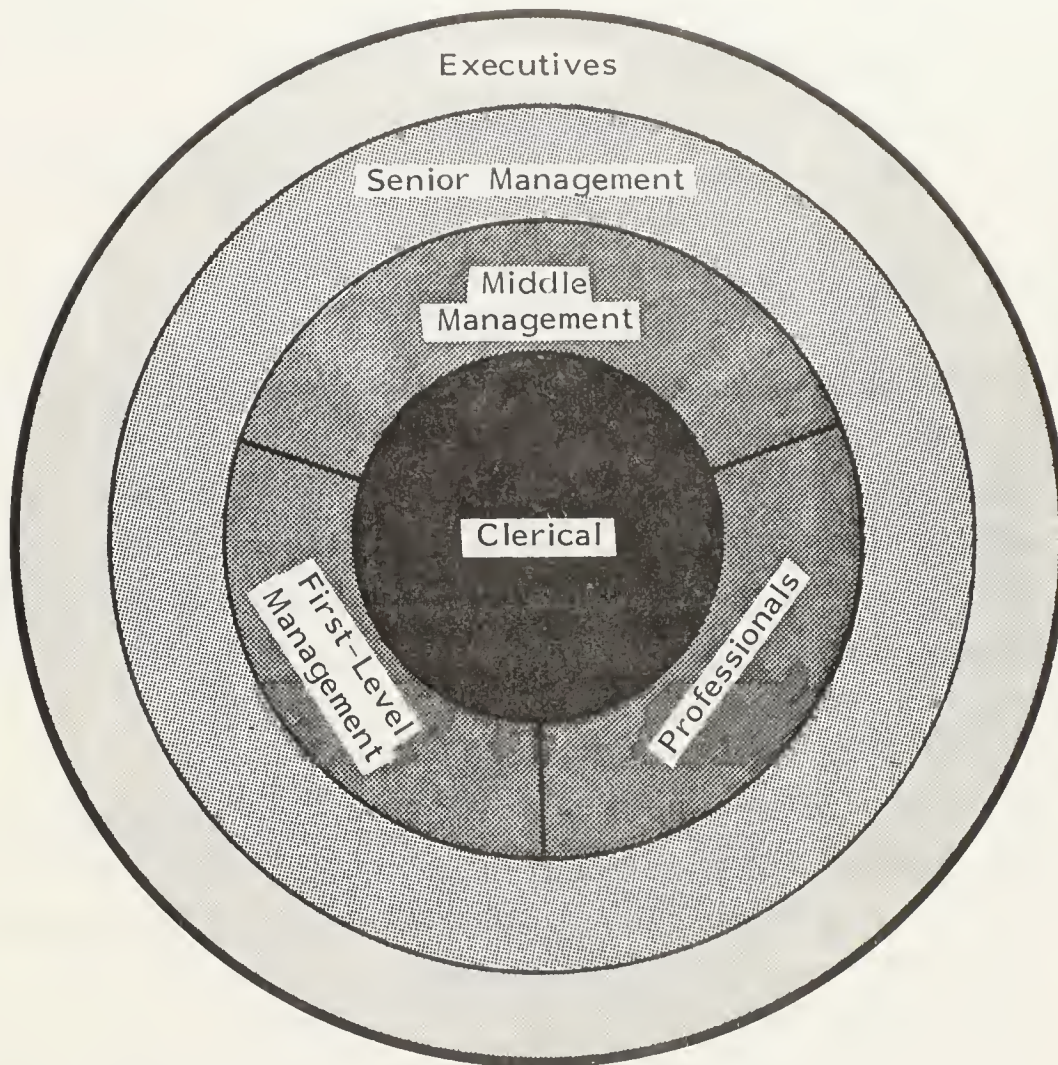 Executives
Senior Management
Middle
Management
Clerical
First-Level
Management
Professionals